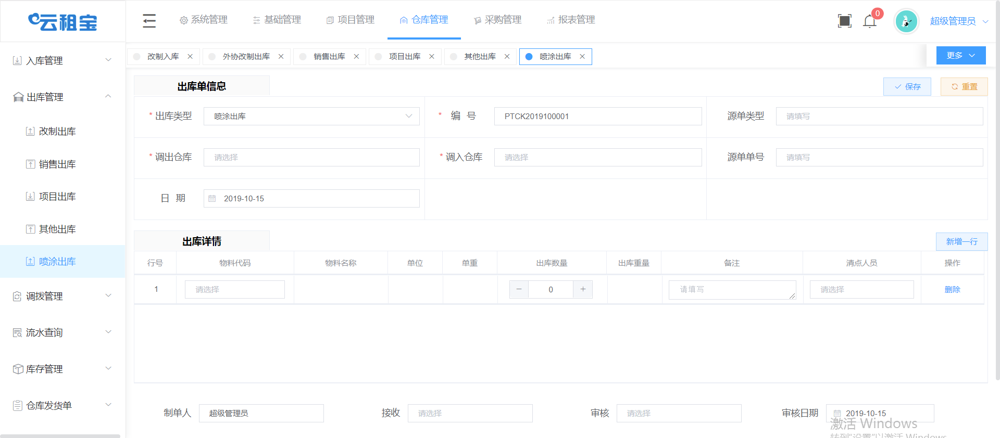 云租宝
系统管理 基础管理 项目管理 仓库管理 采购管理 报表管理
0
超级管理员
改制入库 外协改制出库 销售出库 项目出库 其他出库 喷涂出库
更多
入库管理
出库管理
改制出库
销售出库
项目出库
其他出库
喷涂出库
调拨管理
流水查询
库存管理
仓库发货单
出库单信息
保存 重置
* 出库类型 喷涂出库 * 编 号 PTCK2019100001 源单类型 请填写
* 调出仓库 请选择 * 调入仓库 请选择 源单单号 请填写
日 期 2019-10-15
出库详情
新增一行
行号 物料代码 物料名称 单位 单重 出库数量 出库重量 备注 清点人员 操作
1 请选择 − 0 + 请填写 请选择 删除
制单人 超级管理员 接收 请选择 审核 请选择 审核日期 2019-10-15
激活 Windows
转到"设置"以激活 Windows